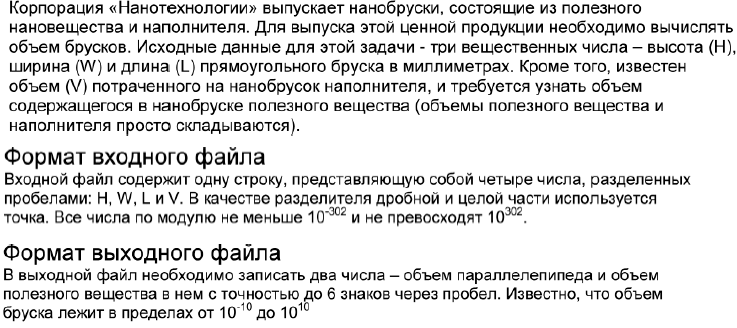 Корпорация «Нанотехнологии» выпускает нанобруски, состоящие из полезного
нановещества и наполнителя. Для выпуска этой ценной продукции необходимо вычислять
объем брусков. Исходные данные для этой задачи - три вещественных числа – высота (H),
ширина (W) и длина (L) прямоугольного бруска в миллиметрах. Кроме того, известен
объем (V) потраченного на нанобрусок наполнителя, и требуется узнать объем
содержащегося в нанобруске полезного вещества (объемы полезного вещества и
наполнителя просто складываются).
Формат входного файла
Входной файл содержит одну строку, представляющую собой четыре числа, разделенных
пробелами: H, W, L и V. В качестве разделителя дробной и целой части используется
точка. Все числа по модулю не меньше 10⁻³⁰² и не превосходят 10³⁰².
Формат выходного файла
В выходной файл необходимо записать два числа – объем параллелепипеда и объем
полезного вещества в нем с точностью до 6 знаков через пробел. Известно, что объем
бруска лежит в пределах от 10⁻¹⁰ до 10¹⁰